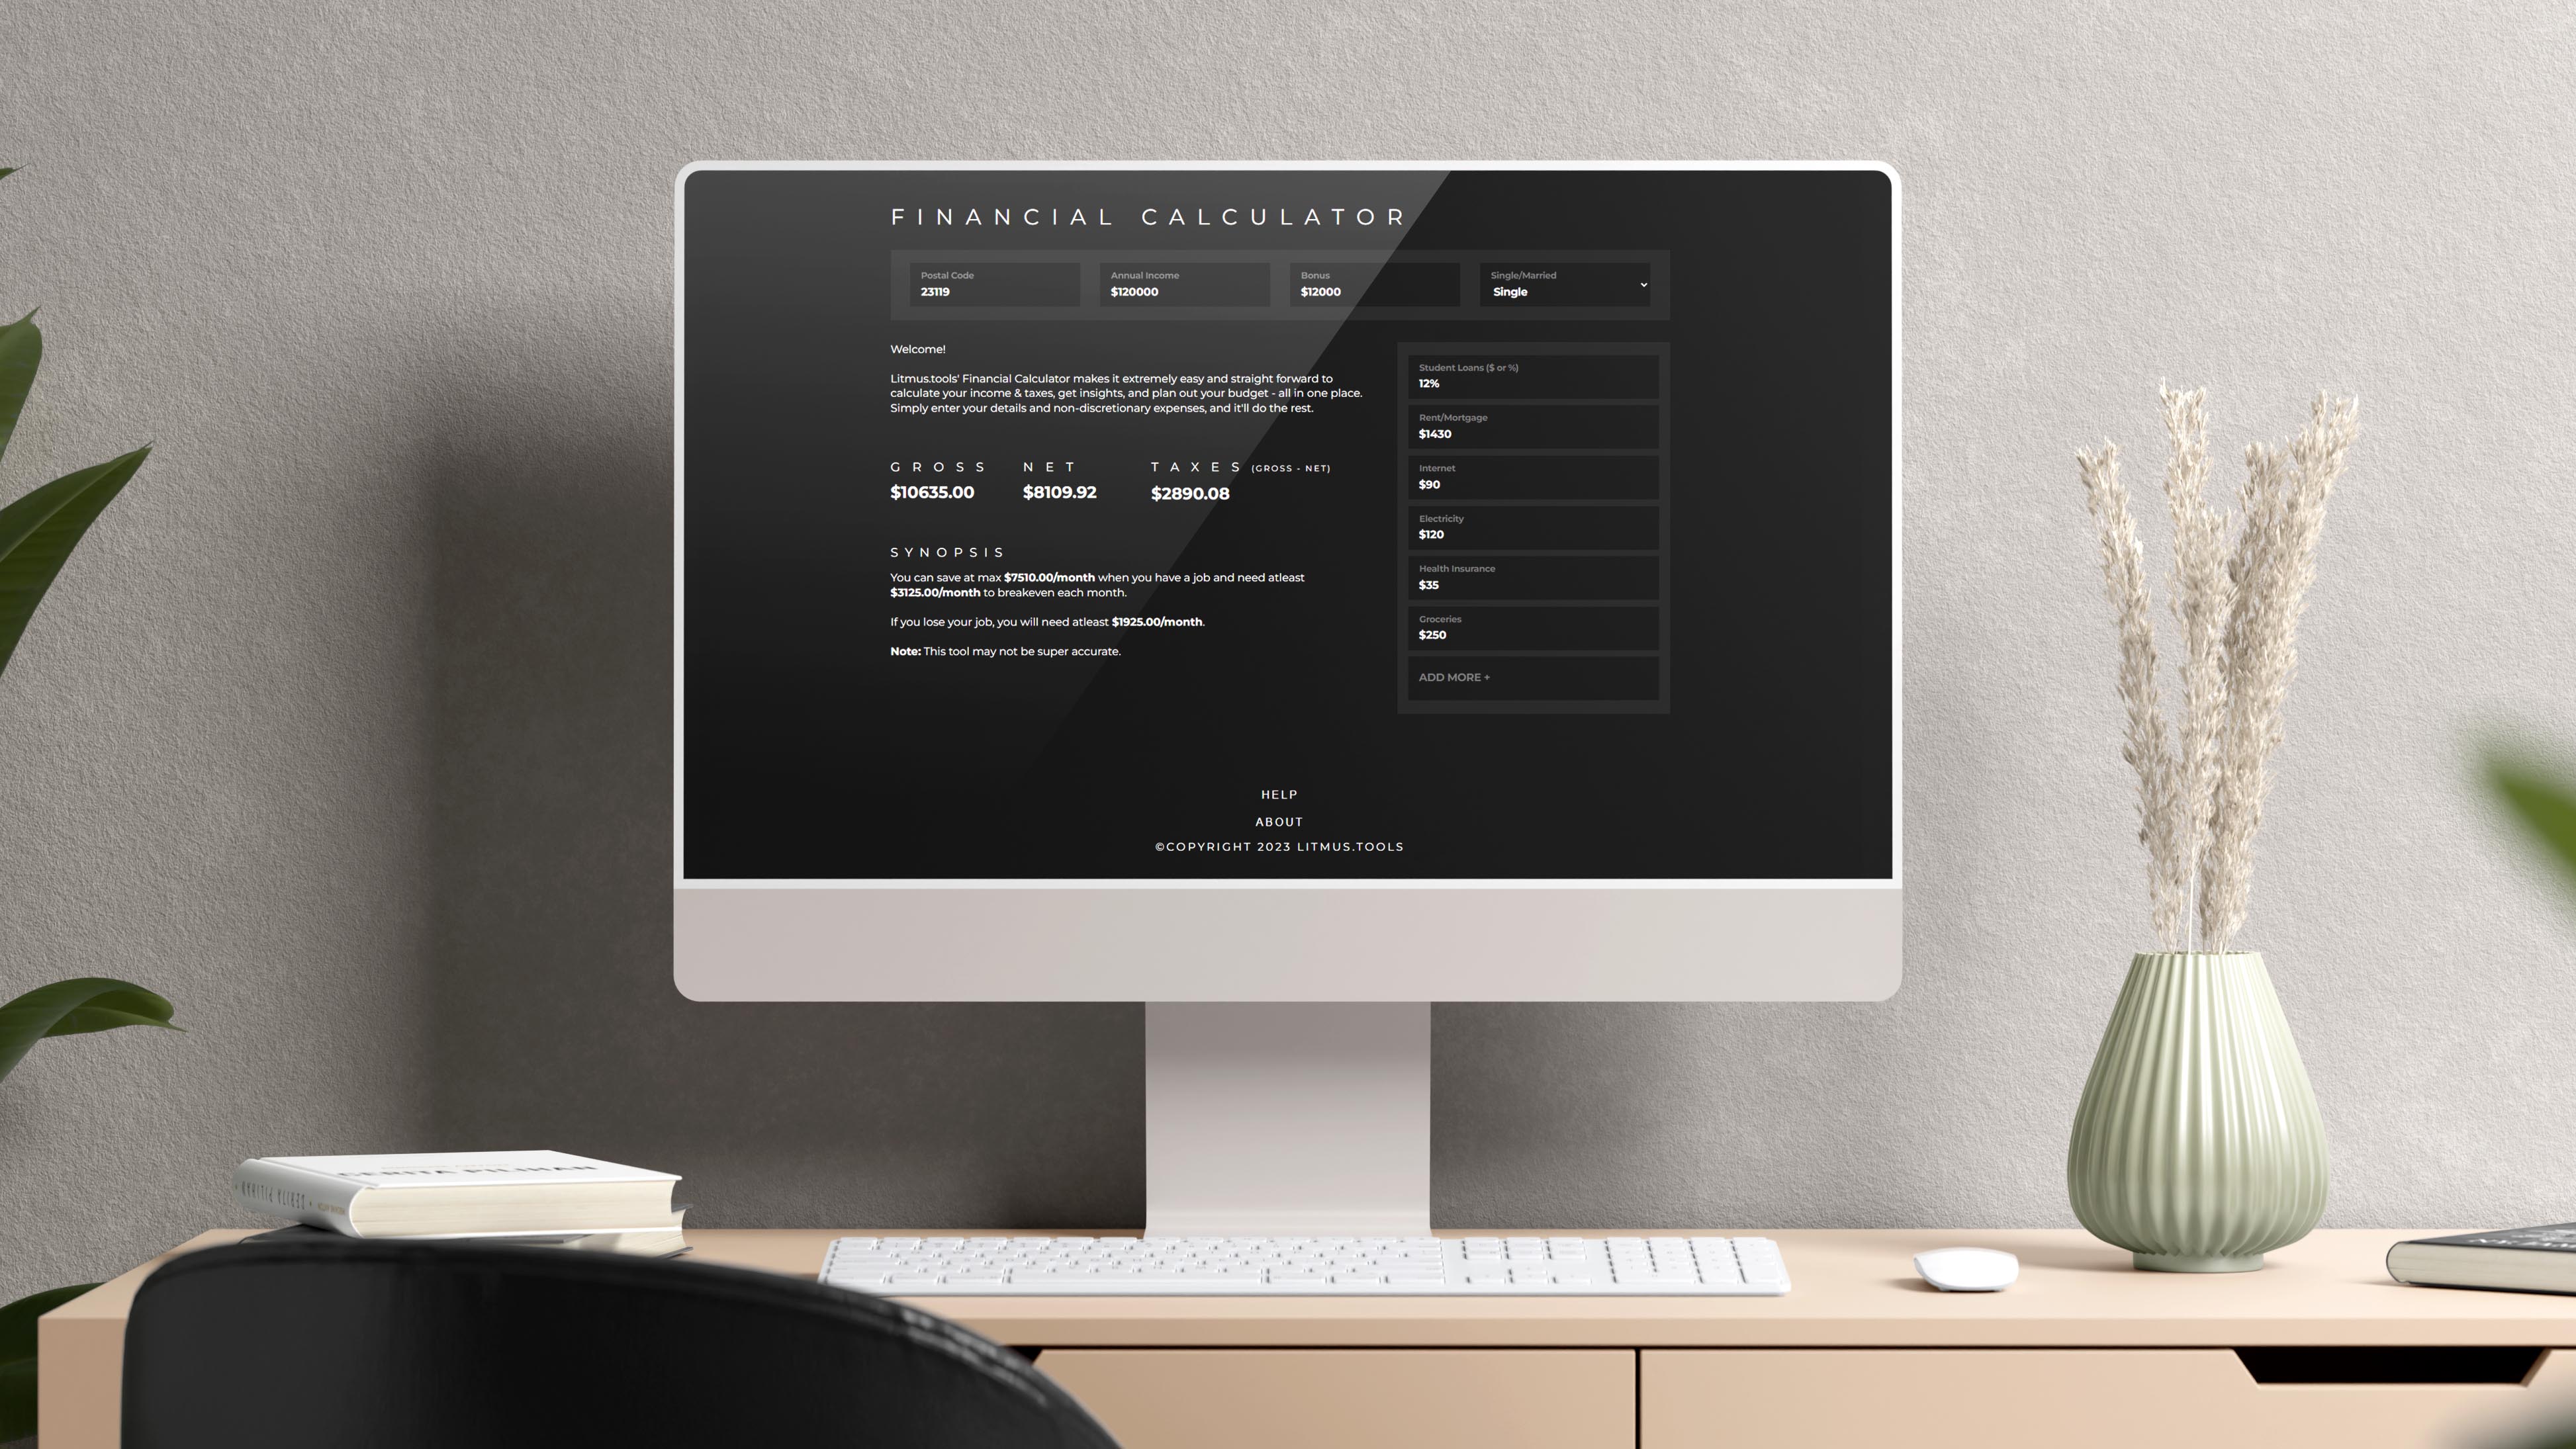 FINANCIAL CALCULATOR
Postal Code
23119
Annual Income
$120000
Bonus
$12000
Single/Married
Single
Welcome!
Litmus.tools' Financial Calculator makes it extremely easy and straight forward to
calculate your income & taxes, get insights, and plan out your budget - all in one place.
Simply enter your details and non-discretionary expenses, and it'll do the rest.
GROSS
$10635.00
NET
$8109.92
TAXES (GROSS - NET)
$2890.08
SYNOPSIS
You can save at max $7510.00/month when you have a job and need atleast
$3125.00/month to breakeven each month.
If you lose your job, you will need atleast $1925.00/month.
Note: This tool may not be super accurate.
Student Loans ($ or %)
12%
Rent/Mortgage
$1430
Internet
$90
Electricity
$120
Health Insurance
$35
Groceries
$250
ADD MORE +
HELP
ABOUT
©COPYRIGHT 2023 LITMUS.TOOLS